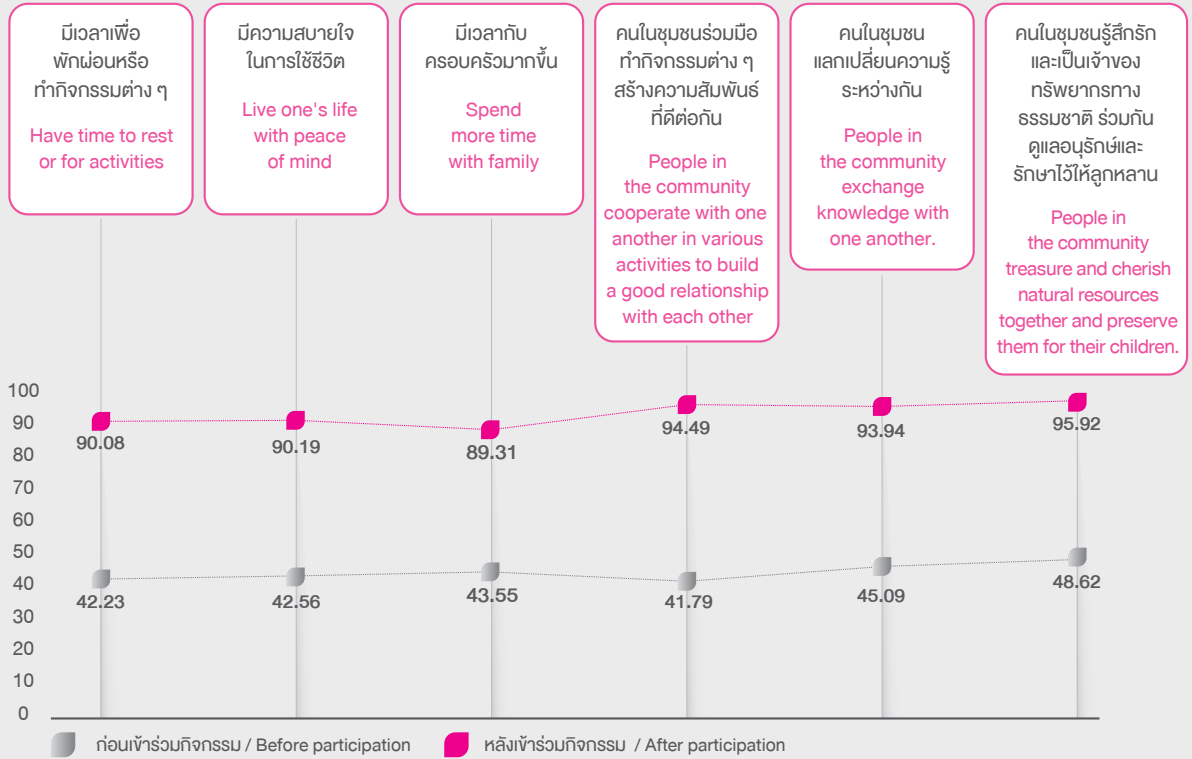 มีเวลาเพื่อ
พักผ่อนหรือ
ทำกิจกรรมต่าง ๆ
Have time to rest
or for activities
มีความสบายใจ
ในการใช้ชีวิต
Live one's life
with peace
of mind
มีเวลากับ
ครอบครัวมากขึ้น
Spend
more time
with family
คนในชุมชนร่วมมือ
ทำกิจกรรมต่าง ๆ
สร้างความสัมพันธ์
ที่ดีต่อกัน
People in
the community
cooperate with one
another in various
activities to build
a good relationship
with each other
คนในชุมชน
แลกเปลี่ยนความรู้
ระหว่างกัน
People in
the community
exchange
knowledge with
one another.
คนในชุมชนรู้สึกรัก
และเป็นเจ้าของ
ทรัพยากรทาง
ธรรมชาติ ร่วมกัน
ดูแลอนุรักษ์และ
รักษาไว้ให้ลูกหลาน
People in
the community
treasure and cherish
natural resources
together and preserve
them for their children.
100
90
80
70
60
50
40
30
20
10
0
90.08
90.19
89.31
94.49
93.94
95.92
42.23
42.56
43.55
41.79
45.09
48.62
ก่อนเข้าร่วมกิจกรรม / Before participation
หลังเข้าร่วมกิจกรรม / After participation